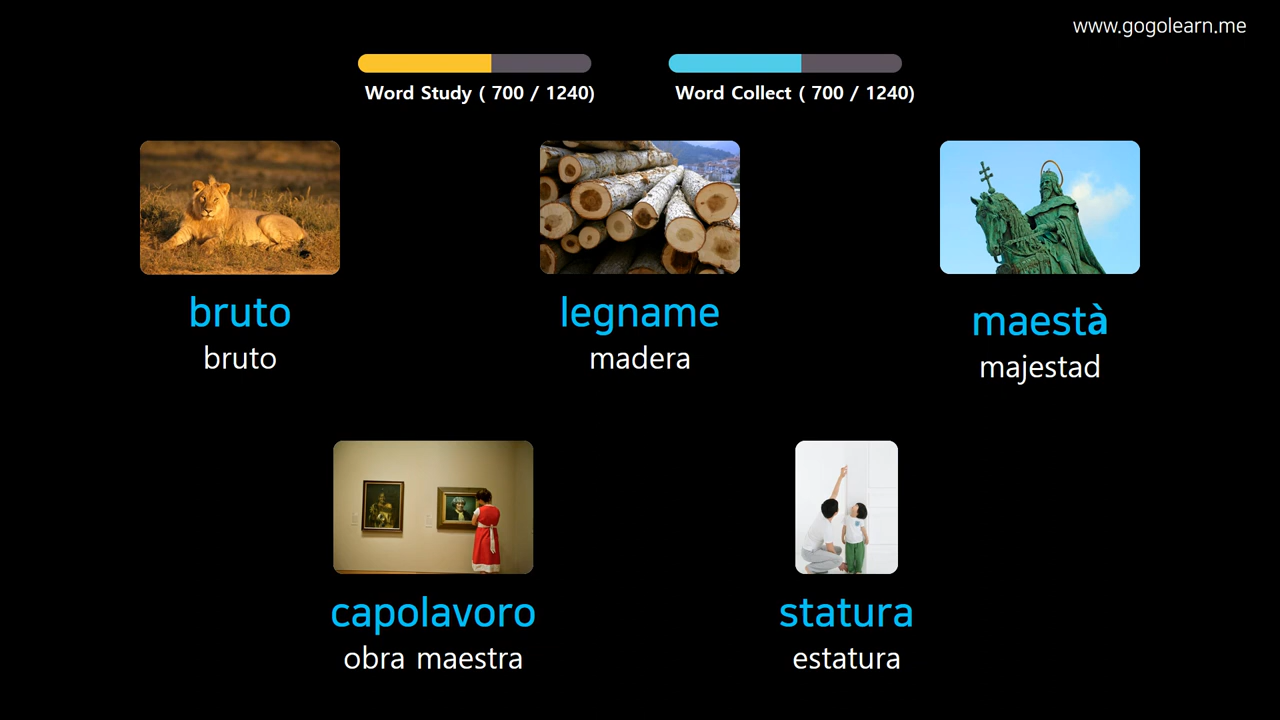 www.gogolearn.me
Word Study ( 700 / 1240)
Word Collect ( 700 / 1240)
bruto
bruto
legname
madera
maestà
majestad
capolavoro
obra maestra
statura
estatura